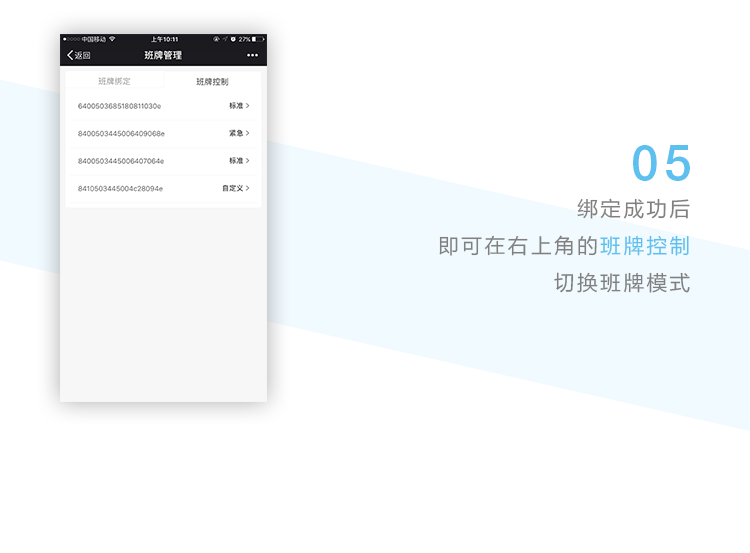 中国移动 上午10:11 27%
返回 班牌管理
班牌绑定 班牌控制
6400503685180811030e 标准
8400503445006409068e 紧急
8400503445006407064e 标准
8410503445004c28094e 自定义
05
绑定成功后
即可在右上角的班牌控制
切换班牌模式